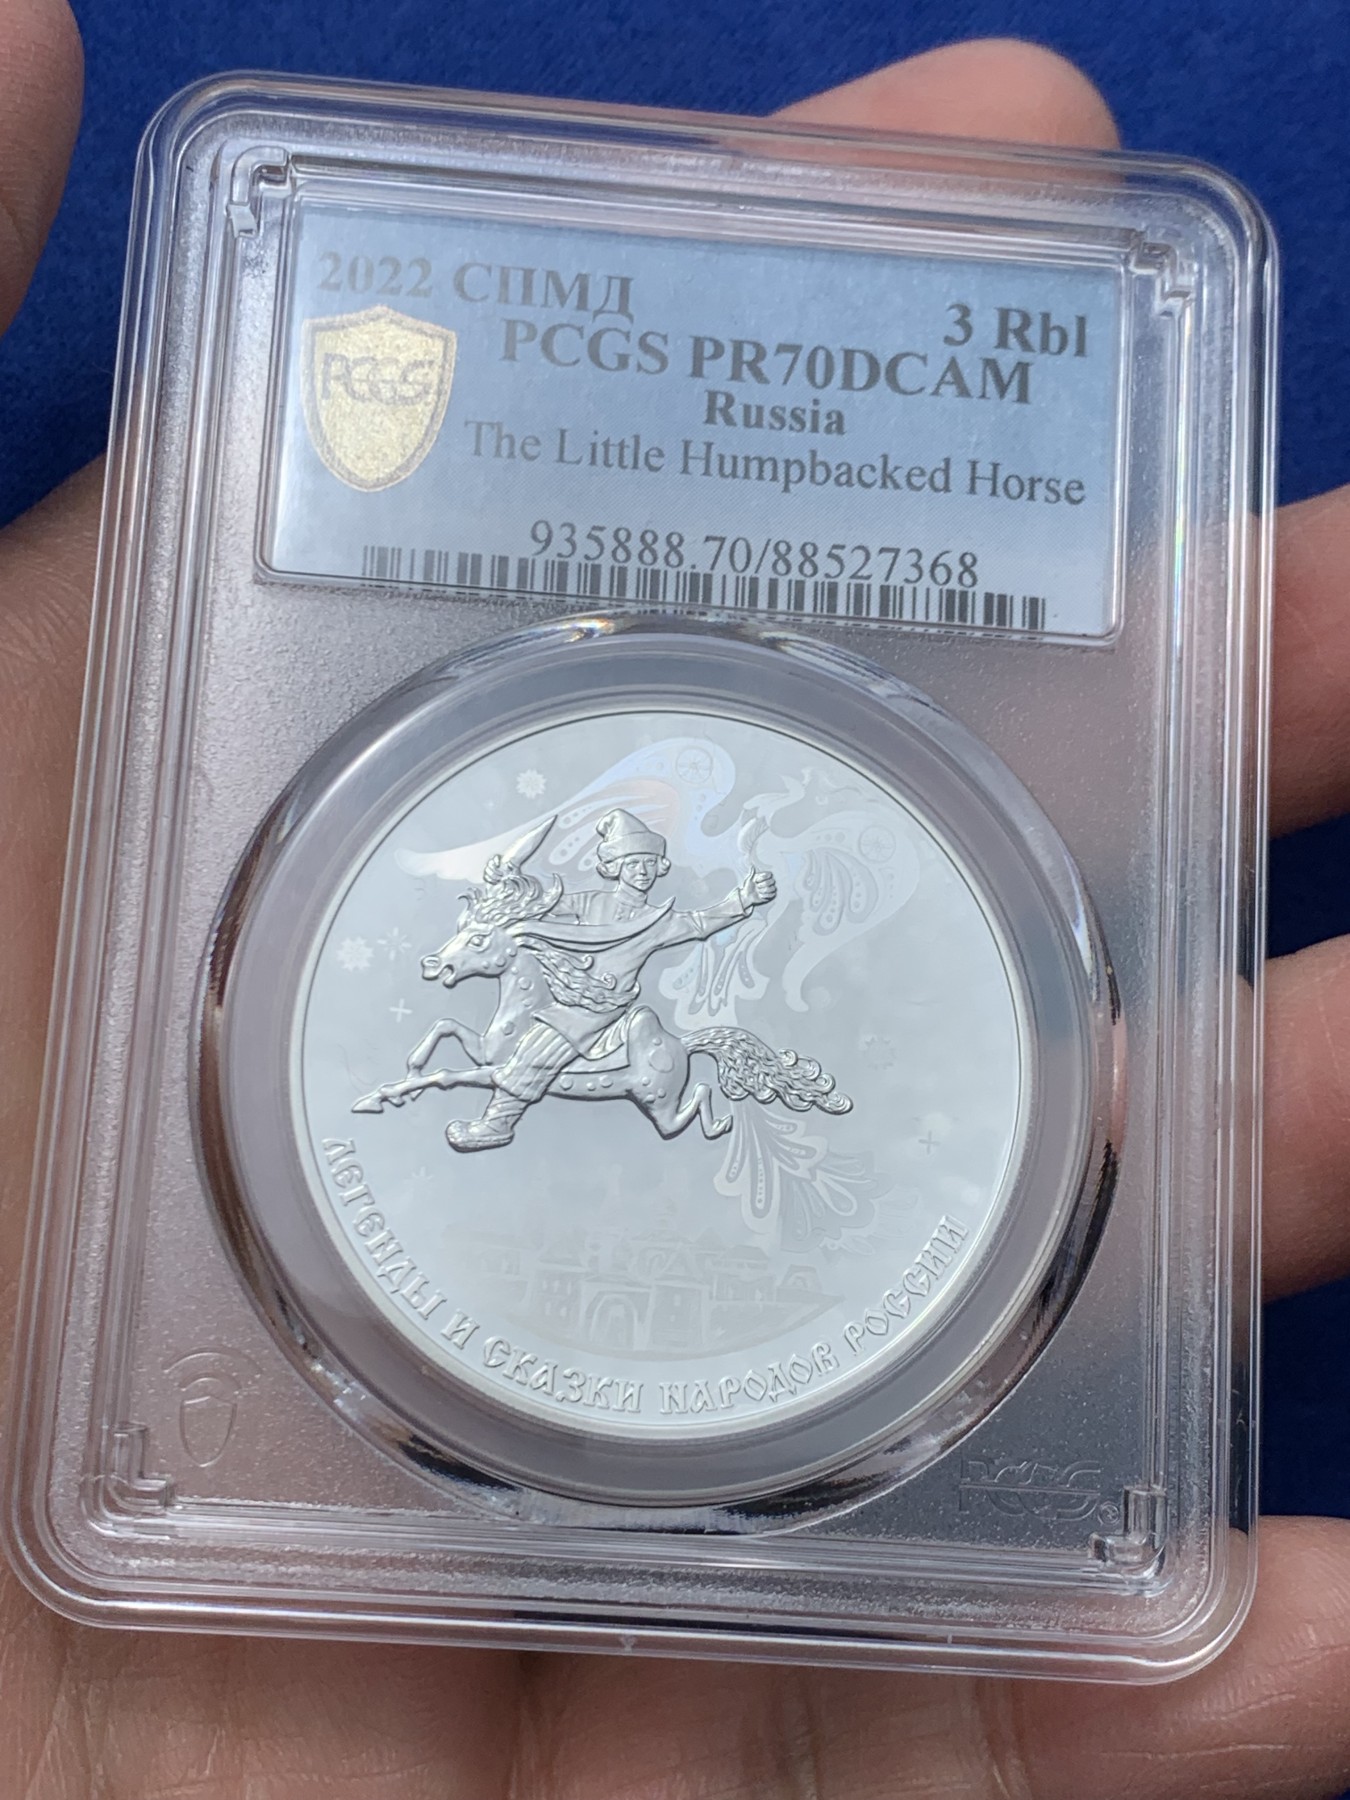 2022 СПМД
3 Rbl
PCGS PR70DCAM
Russia
The Little Humpbacked Horse
935888.70/88527368
PCGS
ЛЕГЕНДЫ И СКАЗКИ НАРОДОВ РОССИИ
PCGS®